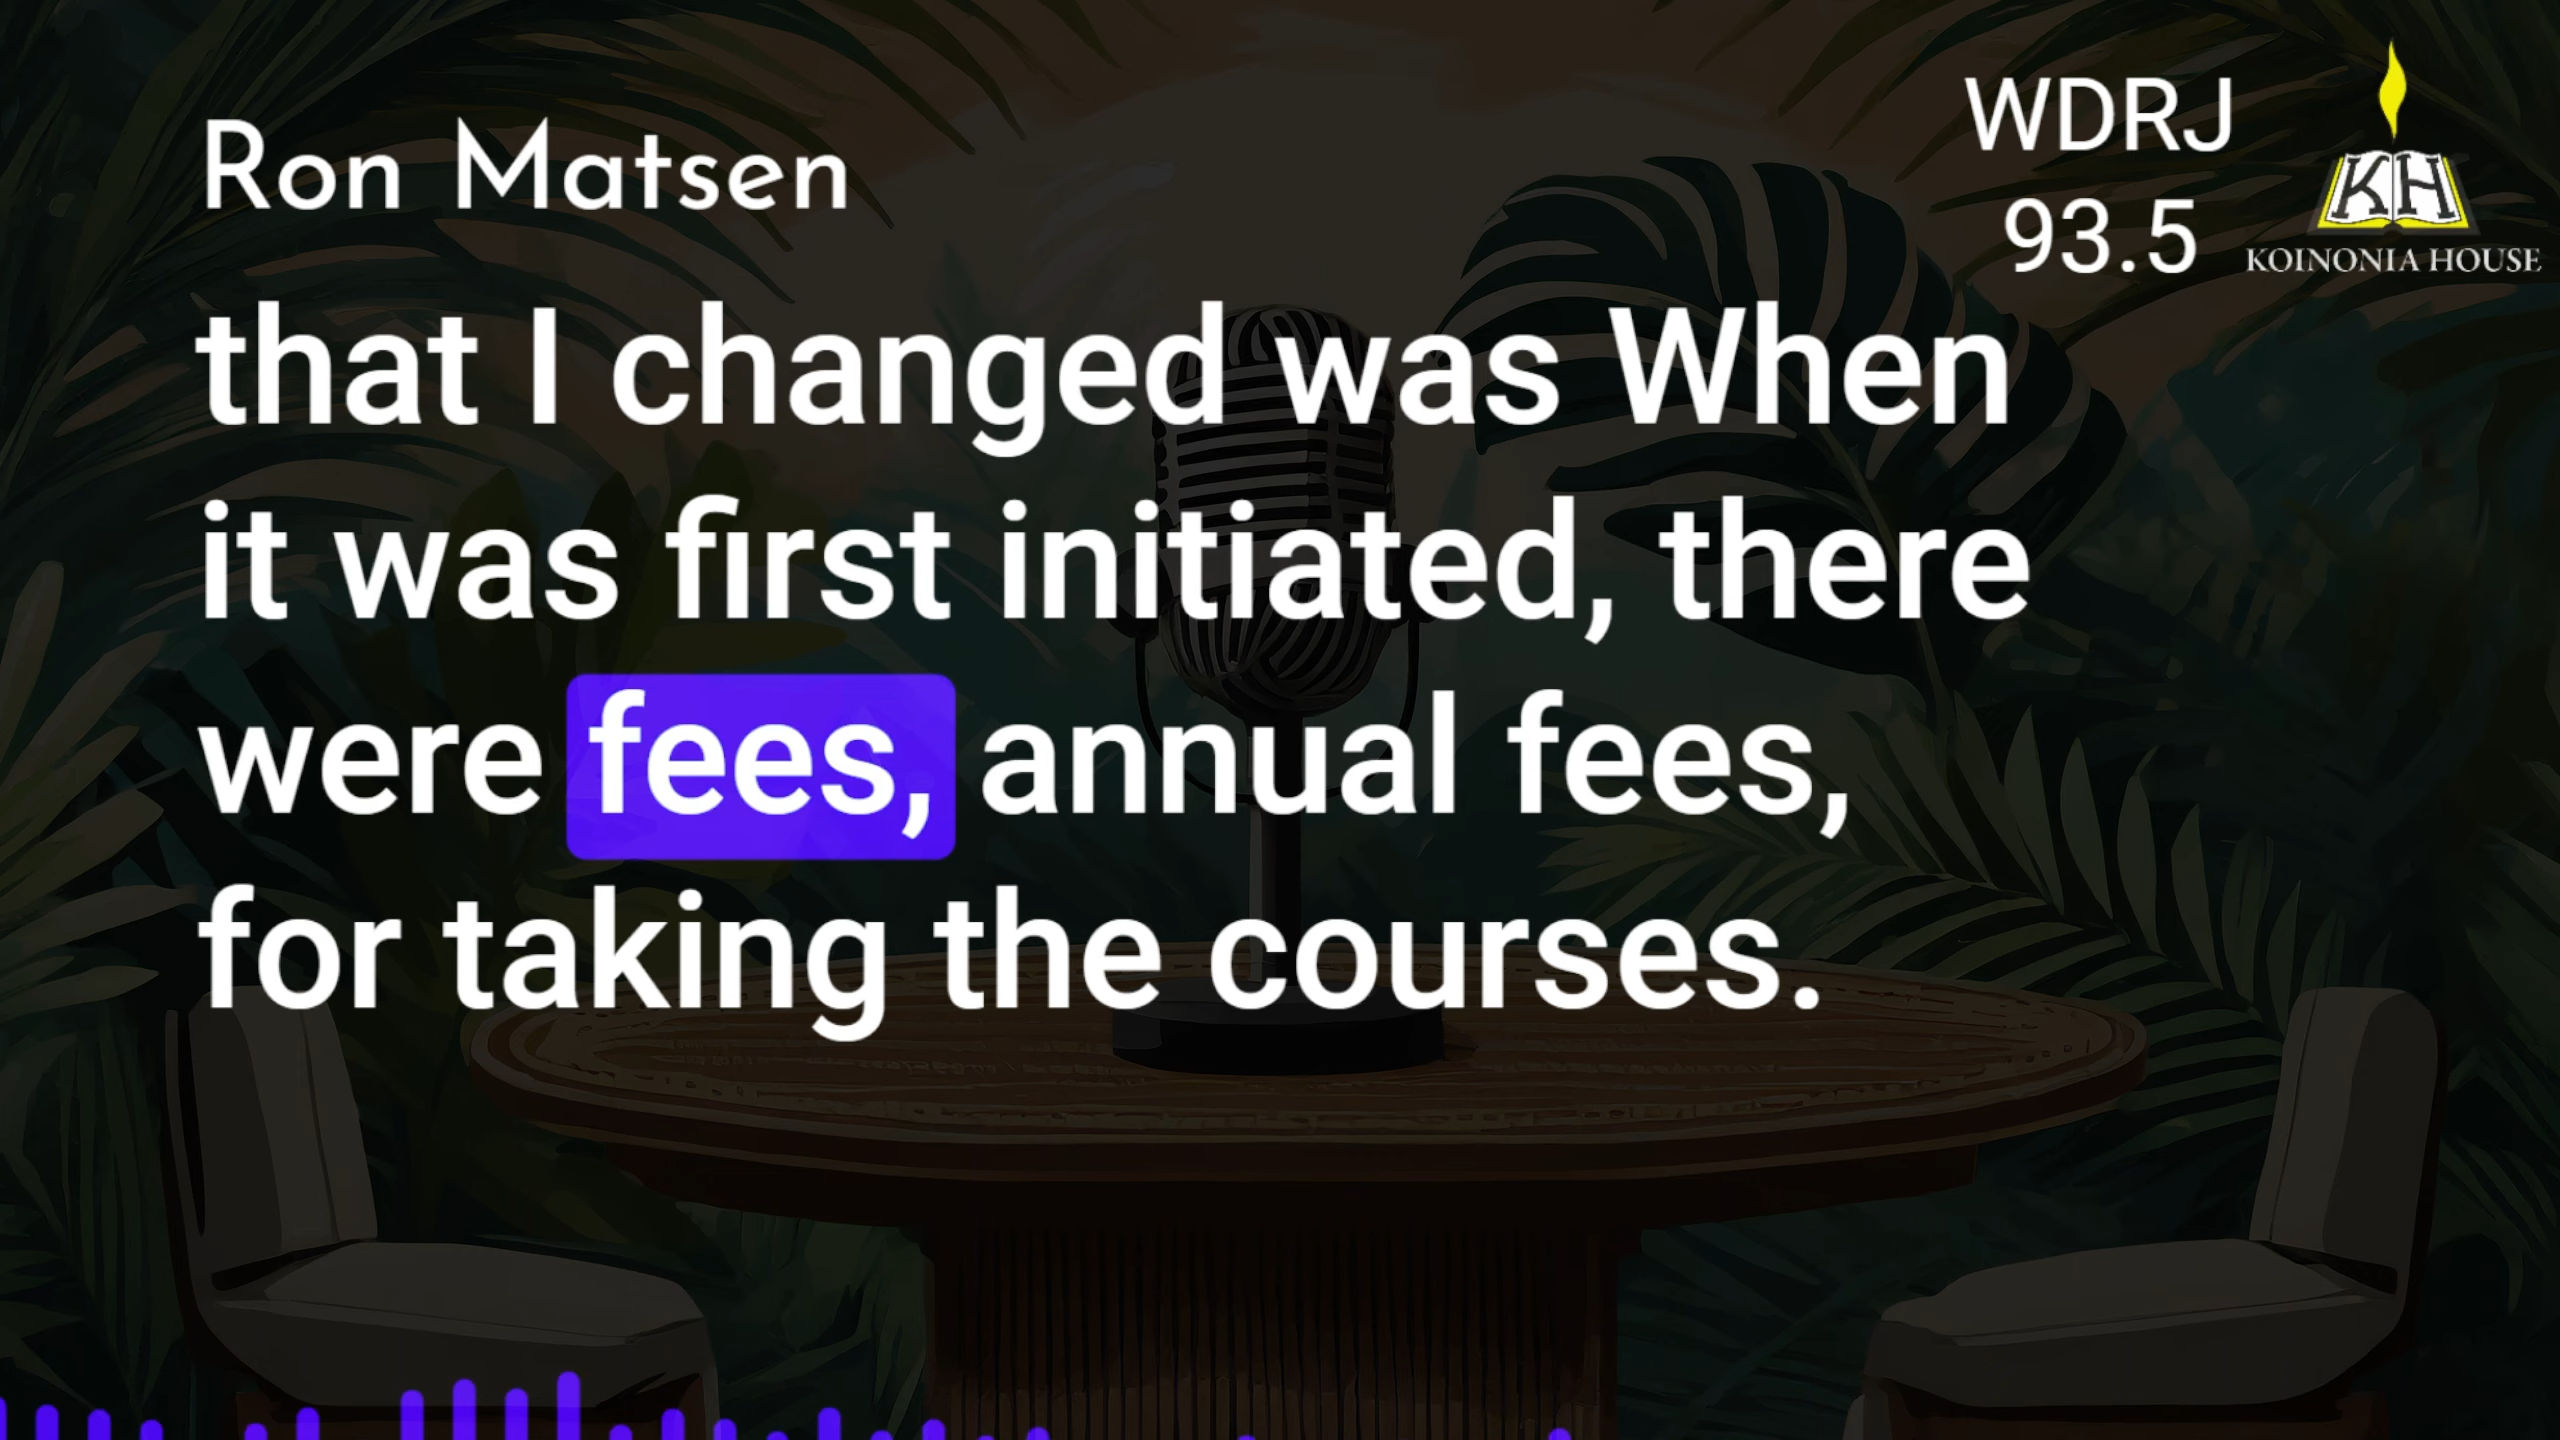 Ron Matsen
WDRJ
93.5
KH
KOINONIA HOUSE
that I changed was When
it was first initiated, there
were fees, annual fees,
for taking the courses.